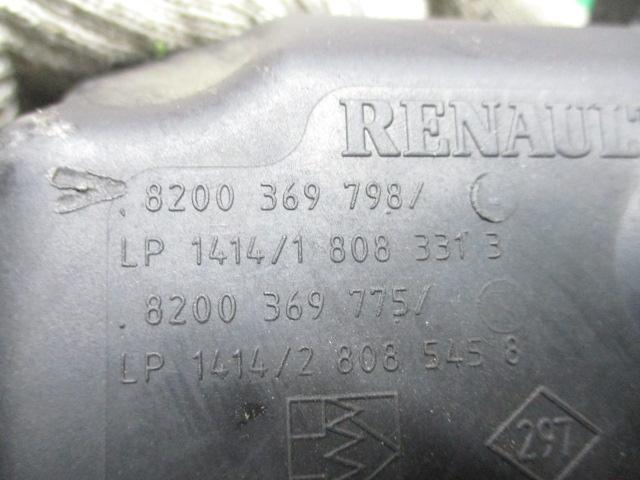 RENAULT
.8200 369 798/
LP 1414/1 808 331 3
.8200 369 775/
LP 1414/2 808 545 8
297